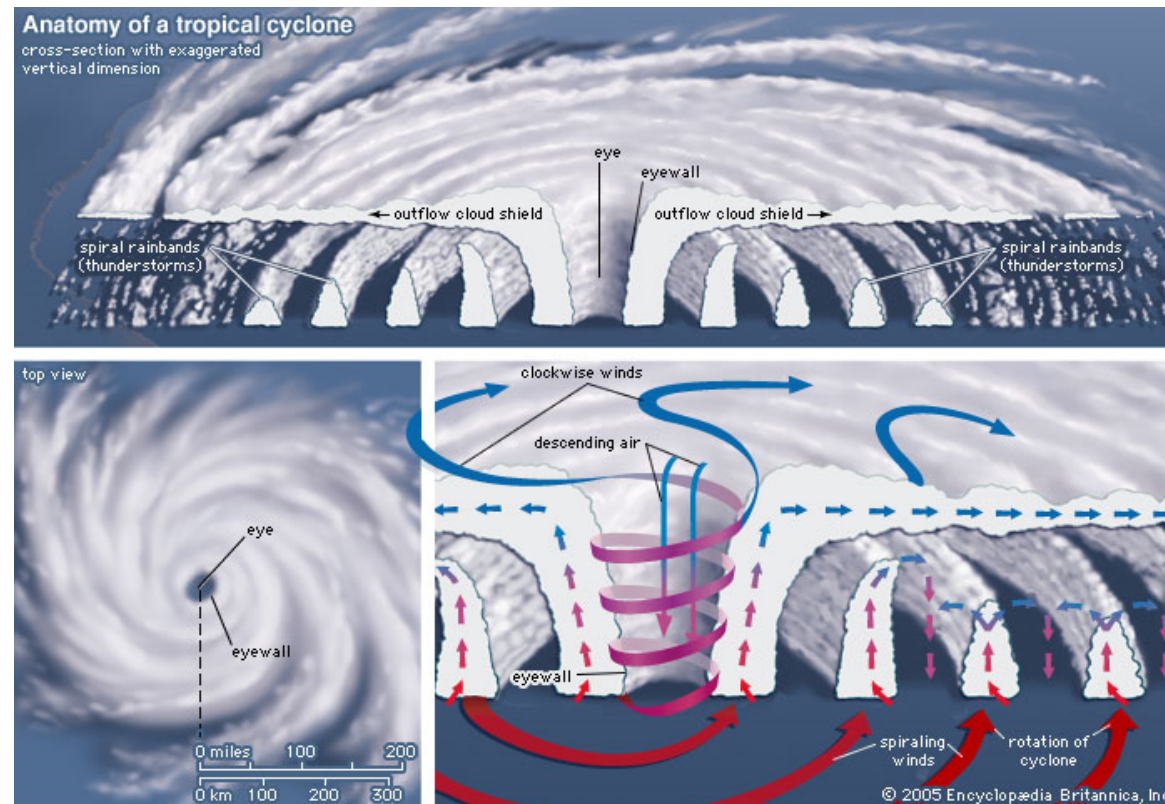 Anatomy of a tropical cyclone
cross-section with exaggerated
vertical dimension
eye
eyewall
outflow cloud shield
outflow cloud shield
spiral rainbands
(thunderstorms)
spiral rainbands
(thunderstorms)
top view
eye
eyewall
0 miles 100 200
0 km 100 200 300
clockwise winds
descending air
eyewall
spiraling
winds
rotation of
cyclone
© 2005 Encyclopædia Britannica, Inc